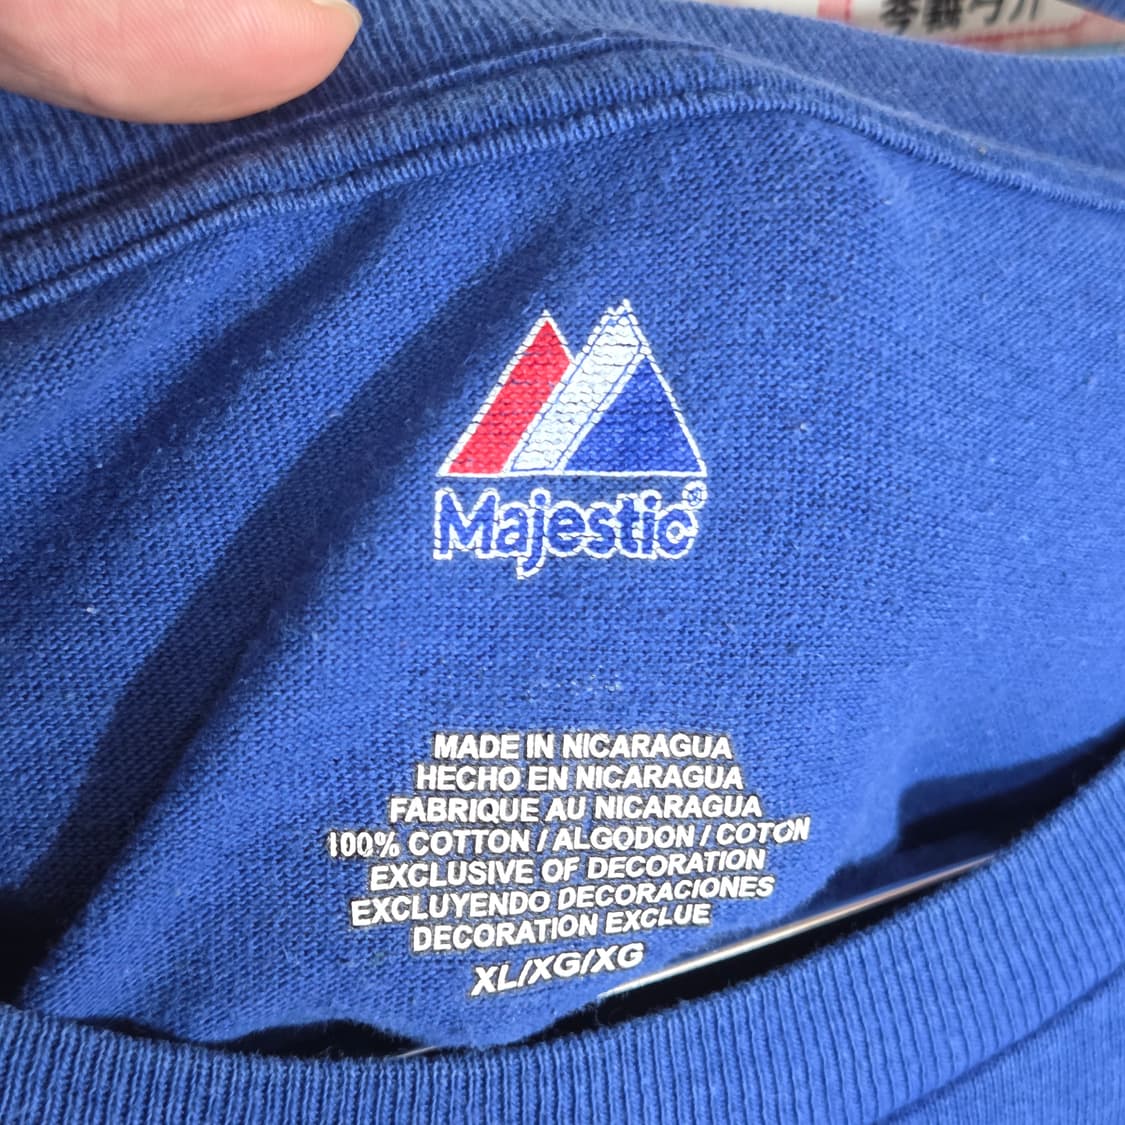 Majestic®
MADE IN NICARAGUA
HECHO EN NICARAGUA
FABRIQUE AU NICARAGUA
100% COTTON / ALGODON / COTON
EXCLUSIVE OF DECORATION
EXCLUYENDO DECORACIONES
DECORATION EXCLUE
XL/XG/XG